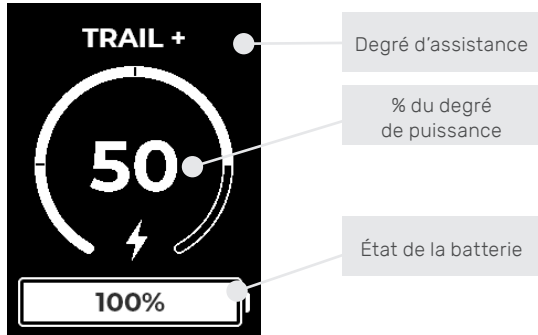 TRAIL +
Degré d'assistance
50
% du degré
de puissance
État de la batterie
100%